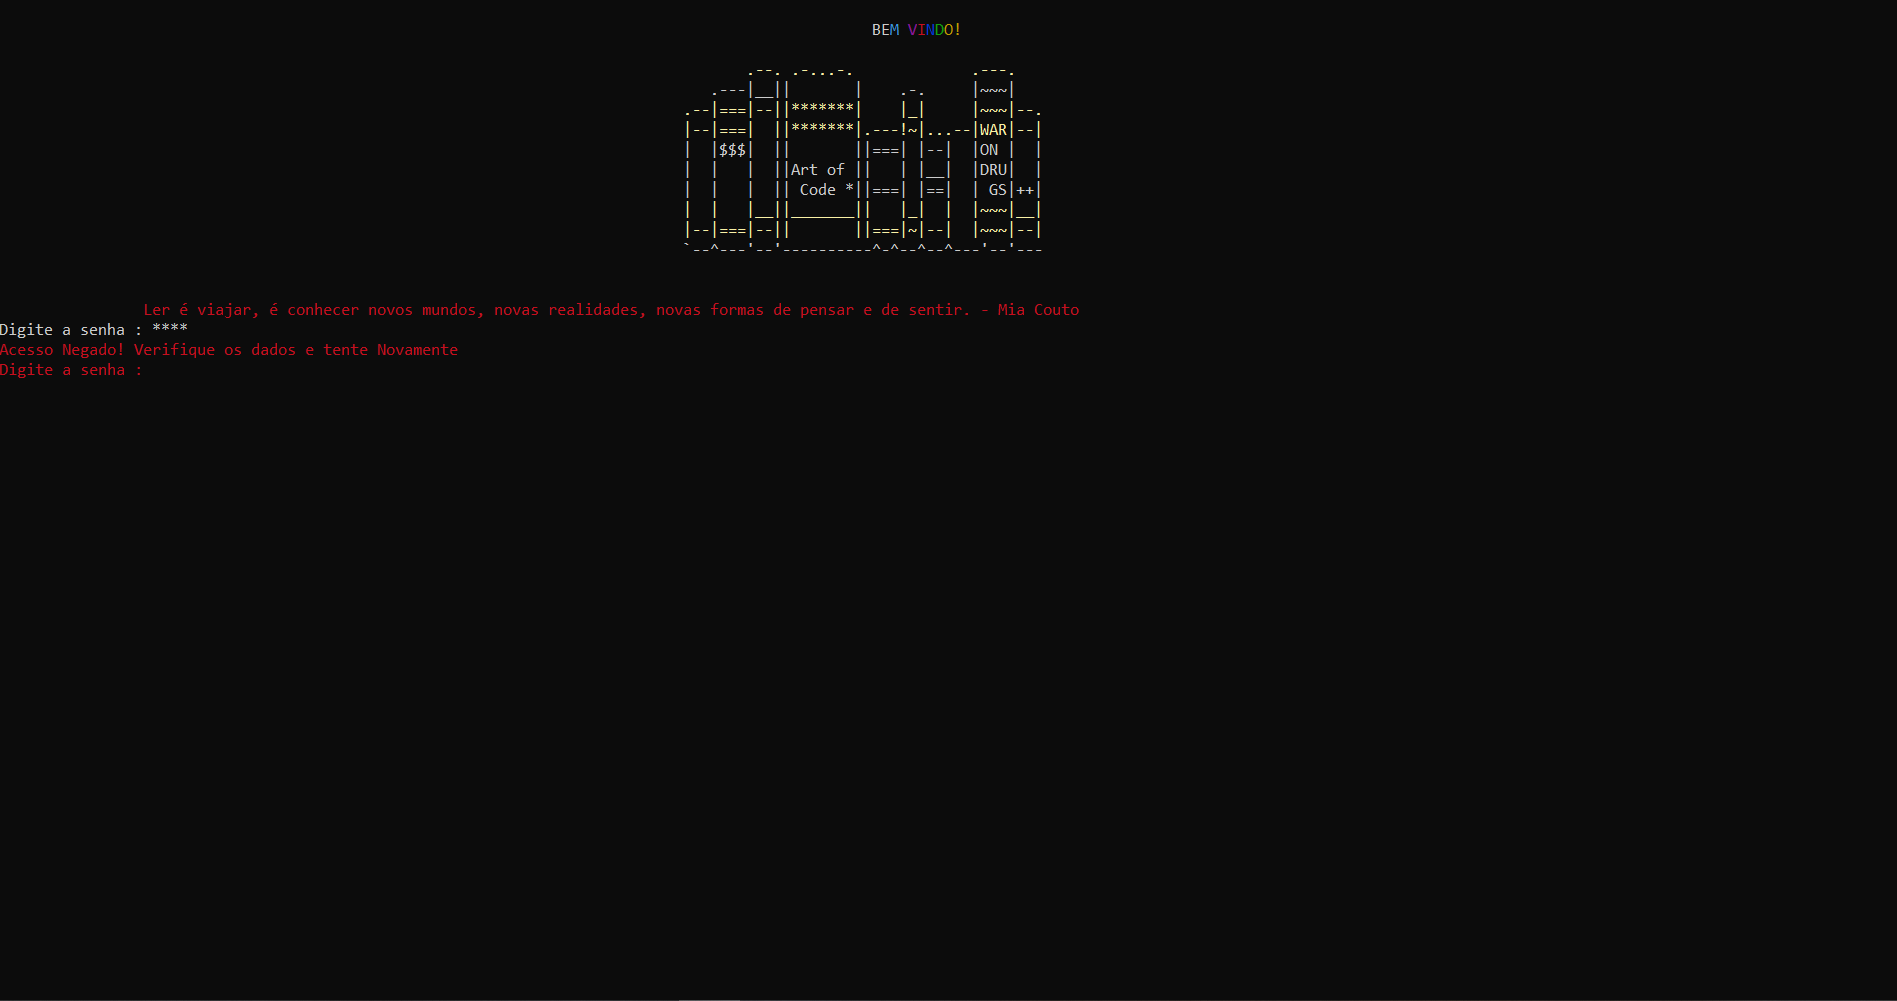 BEM VINDO!
         .--. .-...-.             .---.
   .---|__||       |    .-.     |~~~|
.--|===|--||*******|    |_|     |~~~|--.
|--|===|  ||*******|.---!~|...--|WAR|--|
|  |$$$|  ||       ||===| |--|  |ON |  |
|  |   |  ||Art of ||   | |__|  |DRU|  |
|  |   |  || Code *||===| |==|  | GS|++|
|  |   |__||_______||   |_|  |  |~~~|__|
|--|===|--||       ||===|~|--|  |~~~|--|
`--^---'--'----------^-^--^--^---'--'---
Ler é viajar, é conhecer novos mundos, novas realidades, novas formas de pensar e de sentir. - Mia Couto
Digite a senha : ****
Acesso Negado! Verifique os dados e tente Novamente
Digite a senha :